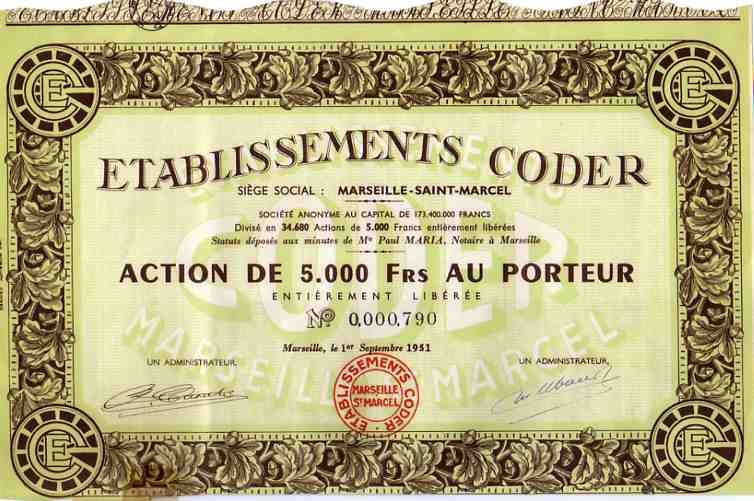 ETABLISSEMENTS CODER
SIÈGE SOCIAL : MARSEILLE-SAINT-MARCEL
SOCIÉTÉ ANONYME AU CAPITAL DE 173.400.000 FRANCS
Divisé en 34.680 Actions de 5.000 Francs entièrement libérées
Statuts déposés aux minutes de Me Paul MARIA, Notaire à Marseille
ACTION DE 5.000 FRS AU PORTEUR
ENTIÈREMENT LIBÉRÉE
No 0,000,790
Marseille, le 1er Septembre 1951
UN ADMINISTRATEUR,
UN ADMINISTRATEUR,
ETABLISSEMENTS CODER
MARSEILLE
ST MARCEL
CODER
MARSEILLE
MARCEL